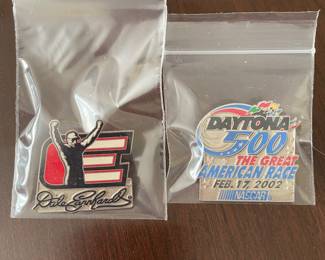 Dale Earnhardt
DAYTONA
500
THE GREAT
AMERICAN RACE
FEB. 17, 2002
NASCAR